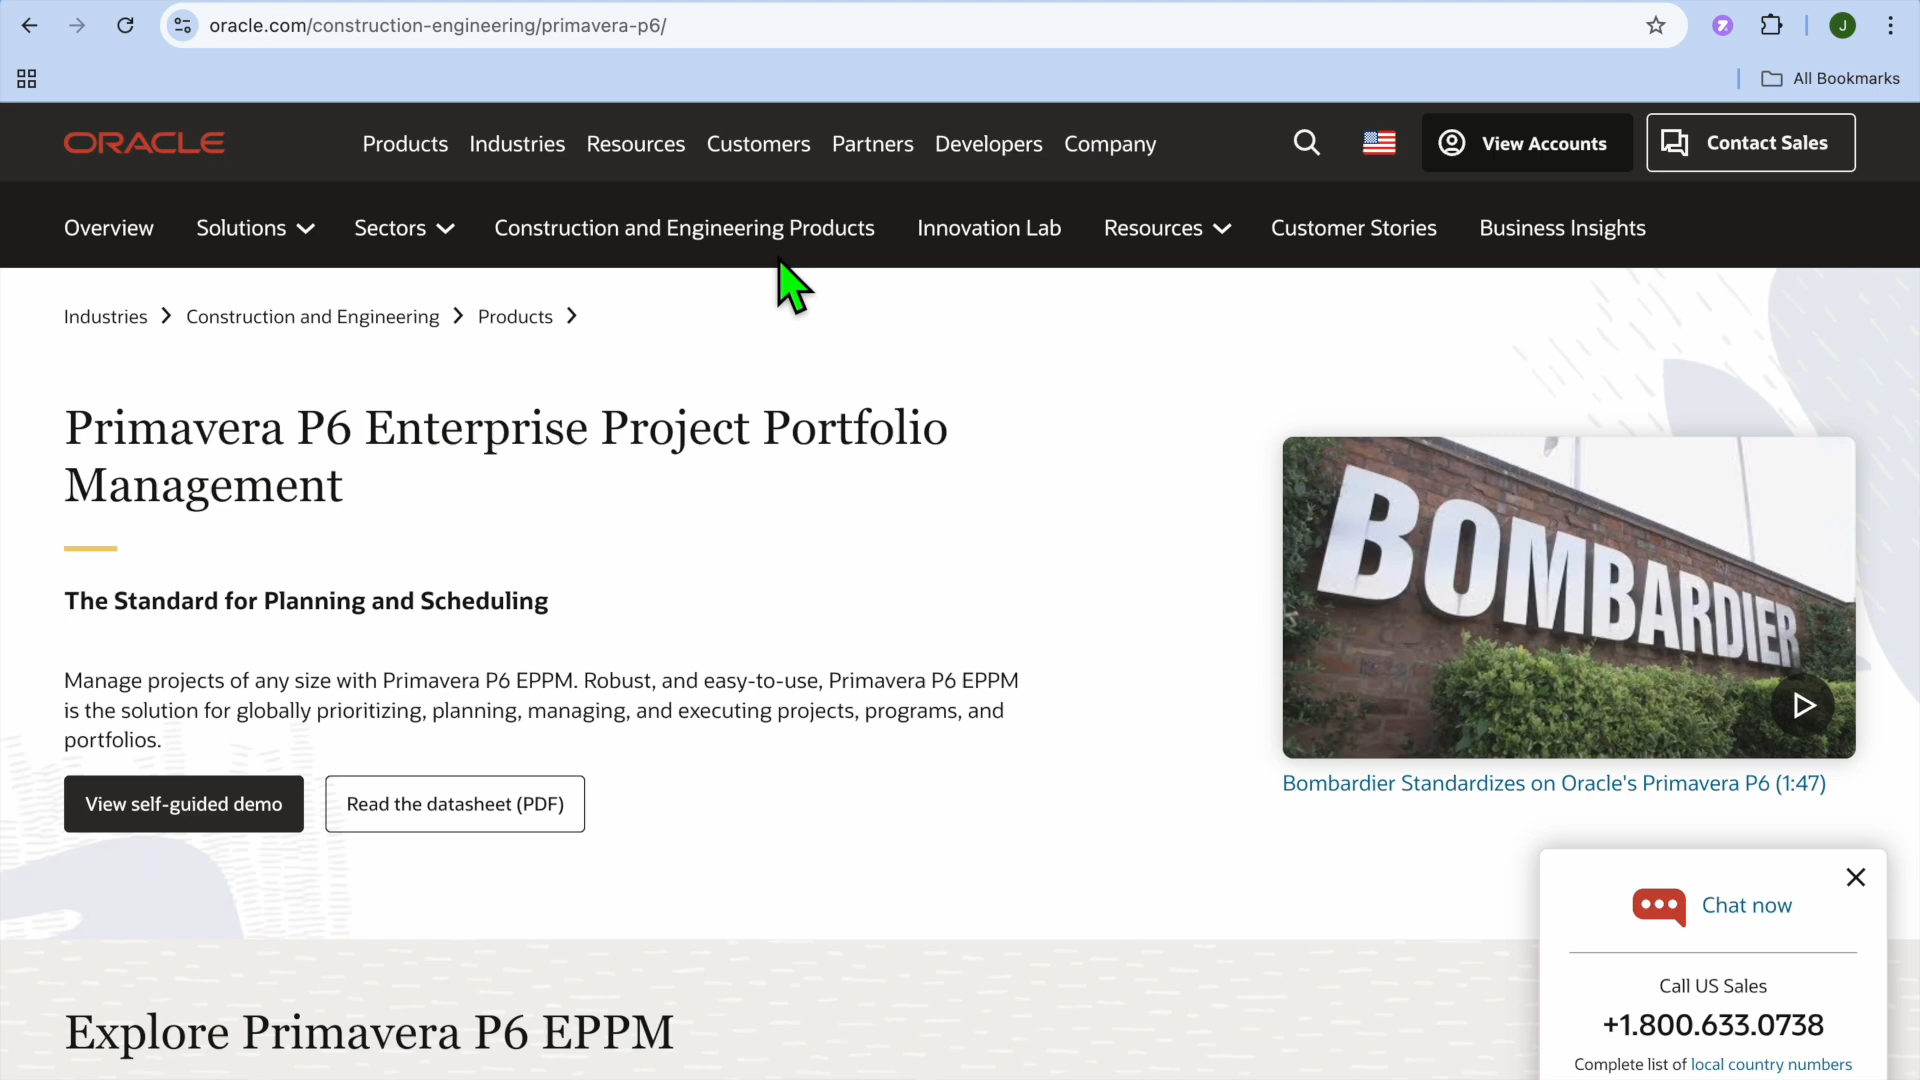 oracle.com/construction-engineering/primavera-p6/
J
All Bookmarks
ORACLE
Products Industries Resources Customers Partners Developers Company
View Accounts
Contact Sales
Overview Solutions Sectors Construction and Engineering Products Innovation Lab Resources Customer Stories Business Insights
Industries Construction and Engineering Products
Primavera P6 Enterprise Project Portfolio
Management
The Standard for Planning and Scheduling
Manage projects of any size with Primavera P6 EPPM. Robust, and easy-to-use, Primavera P6 EPPM
is the solution for globally prioritizing, planning, managing, and executing projects, programs, and
portfolios.
View self-guided demo
Read the datasheet (PDF)
BOMBARDIER
Bombardier Standardizes on Oracle's Primavera P6 (1:47)
Chat now
Call US Sales
+1.800.633.0738
Complete list of local country numbers
Explore Primavera P6 EPPM